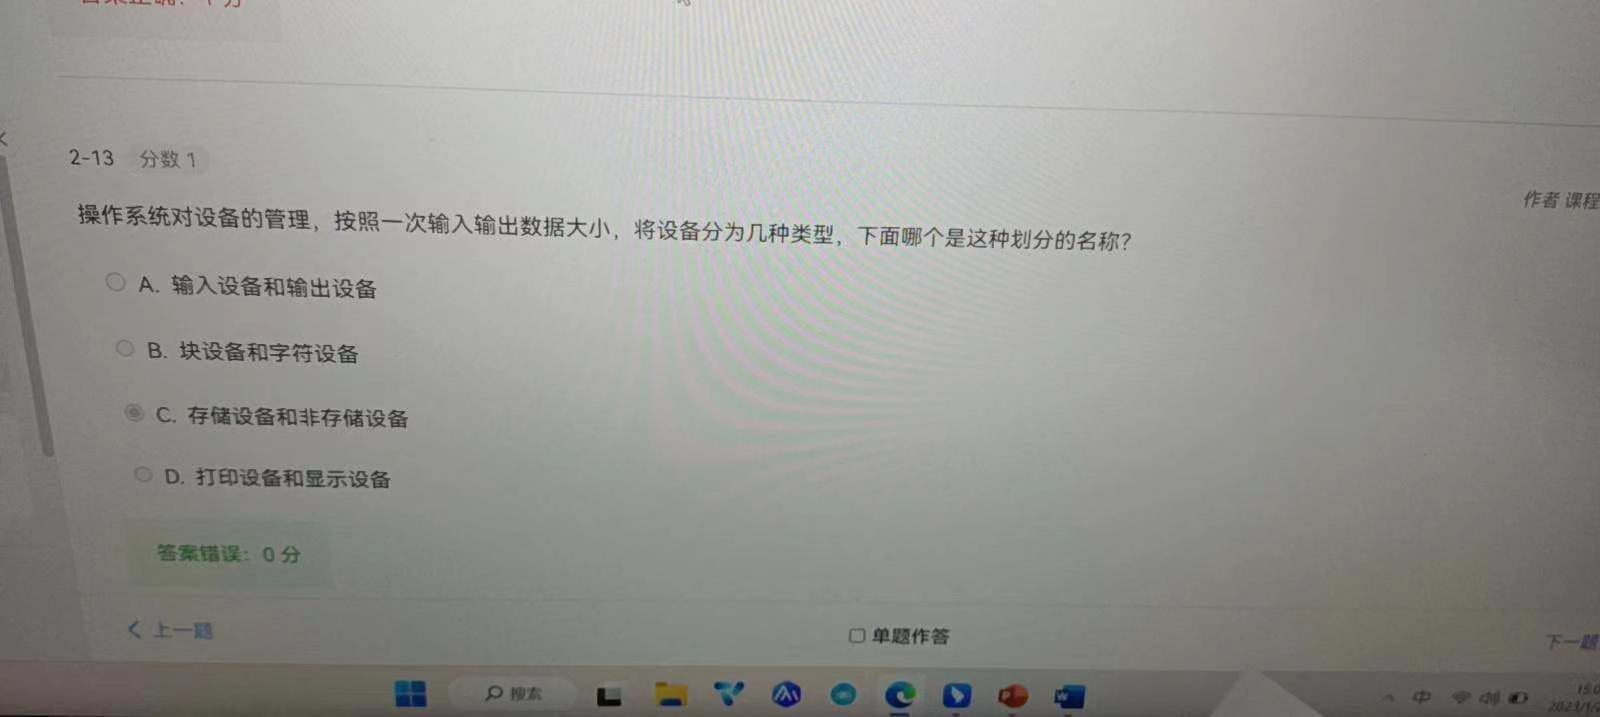 2-13 分数 1
作者 课程
操作系统对设备的管理，按照一次输入输出数据大小，将设备分为几种类型，下面哪个是这种划分的名称？
A. 输入设备和输出设备
B. 块设备和字符设备
C. 存储设备和非存储设备
D. 打印设备和显示设备
答案错误：0 分
上一题
单题作答
下一题
搜索
中